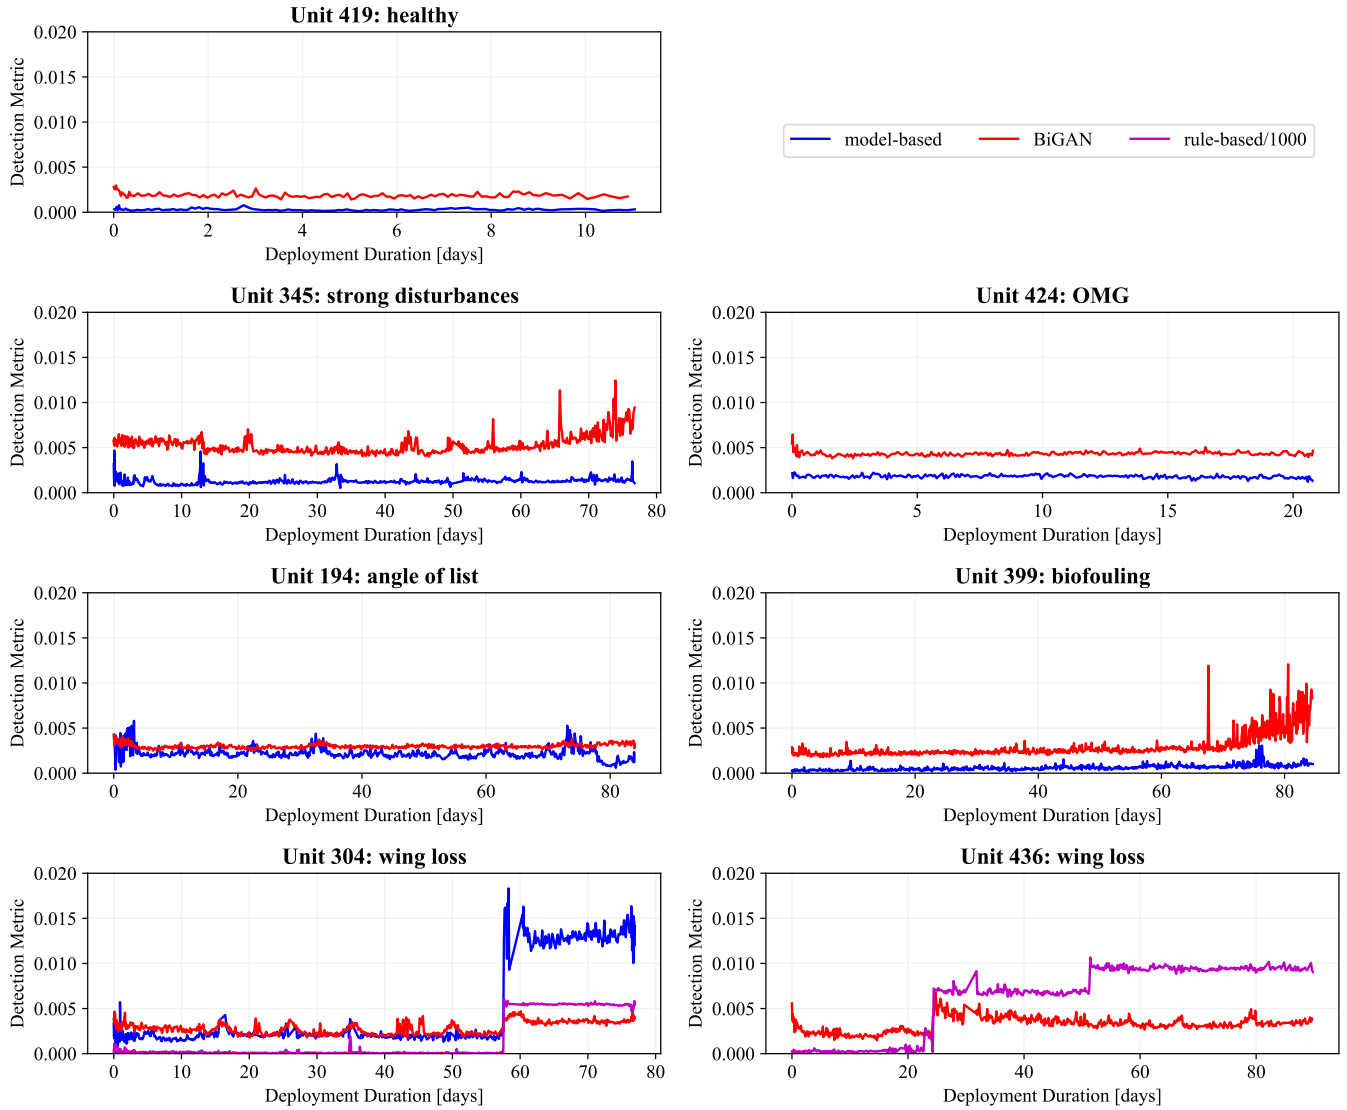 Unit 419: healthy
0.020
0.015
0.010
0.005
0.000
Detection Metric
0 2 4 6 8 10
Deployment Duration [days]
model-based BiGAN rule-based/1000
Unit 345: strong disturbances
0.020
0.015
0.010
0.005
0.000
Detection Metric
0 10 20 30 40 50 60 70 80
Deployment Duration [days]
Unit 424: OMG
0.020
0.015
0.010
0.005
0.000
Detection Metric
0 5 10 15 20
Deployment Duration [days]
Unit 194: angle of list
0.020
0.015
0.010
0.005
0.000
Detection Metric
0 20 40 60 80
Deployment Duration [days]
Unit 399: biofouling
0.020
0.015
0.010
0.005
0.000
Detection Metric
0 20 40 60 80
Deployment Duration [days]
Unit 304: wing loss
0.020
0.015
0.010
0.005
0.000
Detection Metric
0 10 20 30 40 50 60 70 80
Deployment Duration [days]
Unit 436: wing loss
0.020
0.015
0.010
0.005
0.000
Detection Metric
0 20 40 60 80
Deployment Duration [days]